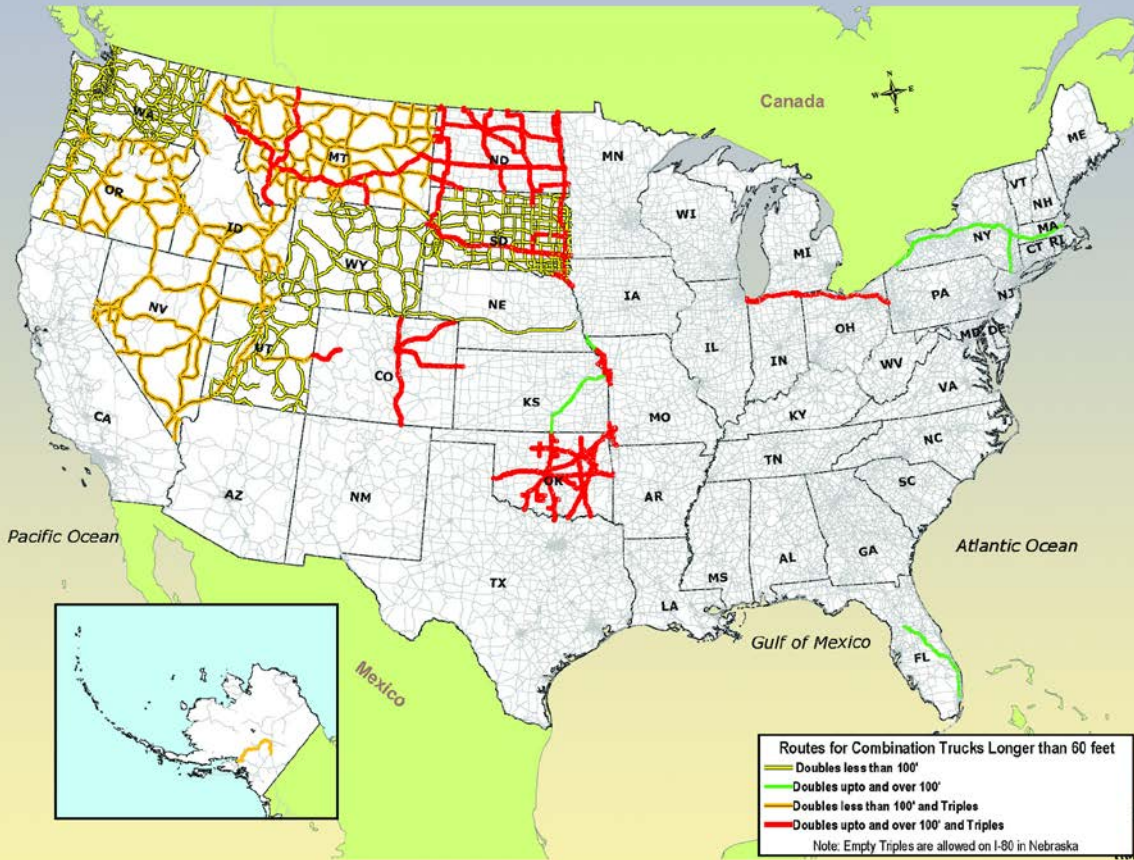 Canada
WA
MT
ND
MN
ME
OR
ID
SD
WI
MI
VT
NH
NY
MA
CT RI
WY
NV
NE
IA
PA
NJ
UT
CO
IL
IN
OH
MD DE
WV
VA
CA
KS
MO
KY
NC
TN
SC
AZ
NM
OK
AR
Pacific Ocean
Atlantic Ocean
TX
MS
AL
GA
LA
Gulf of Mexico
FL
Mexico
Routes for Combination Trucks Longer than 60 feet
Doubles less than 100'
Doubles upto and over 100'
Doubles less than 100' and Triples
Doubles upto and over 100' and Triples
Note: Empty Triples are allowed on I-80 in Nebraska
N
W E
S